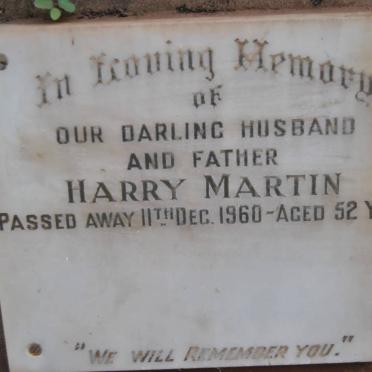 In Loving Memory
OF
OUR DARLING HUSBAND
AND FATHER
HARRY MARTIN
PASSED AWAY 11TH DEC. 1960 - AGED 52 Y
"WE WILL REMEMBER YOU."